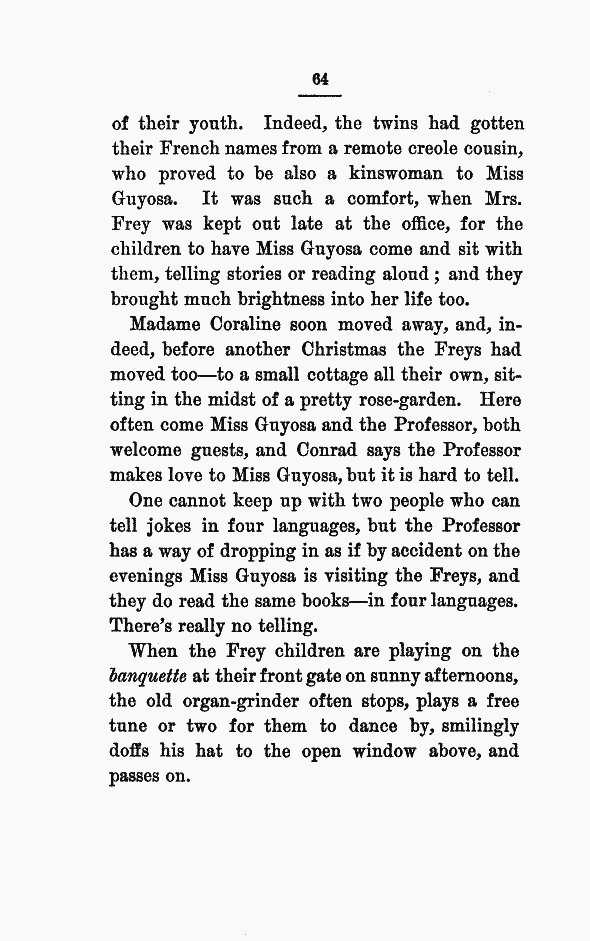 64
of their youth. Indeed, the twins had gotten
their French names from a remote creole cousin,
who proved to be also a kinswoman to Miss
Guyosa. It was such a comfort, when Mrs.
Frey was kept out late at the office, for the
children to have Miss Guyosa come and sit with
them, telling stories or reading aloud ; and they
brought much brightness into her life too.
Madame Coraline soon moved away, and, in-
deed, before another Christmas the Freys had
moved too—to a small cottage all their own, sit-
ting in the midst of a pretty rose-garden. Here
often come Miss Guyosa and the Professor, both
welcome guests, and Conrad says the Professor
makes love to Miss Guyosa, but it is hard to tell.
One cannot keep up with two people who can
tell jokes in four languages, but the Professor
has a way of dropping in as if by accident on the
evenings Miss Guyosa is visiting the Freys, and
they do read the same books—in four languages.
There's really no telling.
When the Frey children are playing on the
banquette at their front gate on sunny afternoons,
the old organ-grinder often stops, plays a free
tune or two for them to dance by, smilingly
doffs his hat to the open window above, and
passes on.